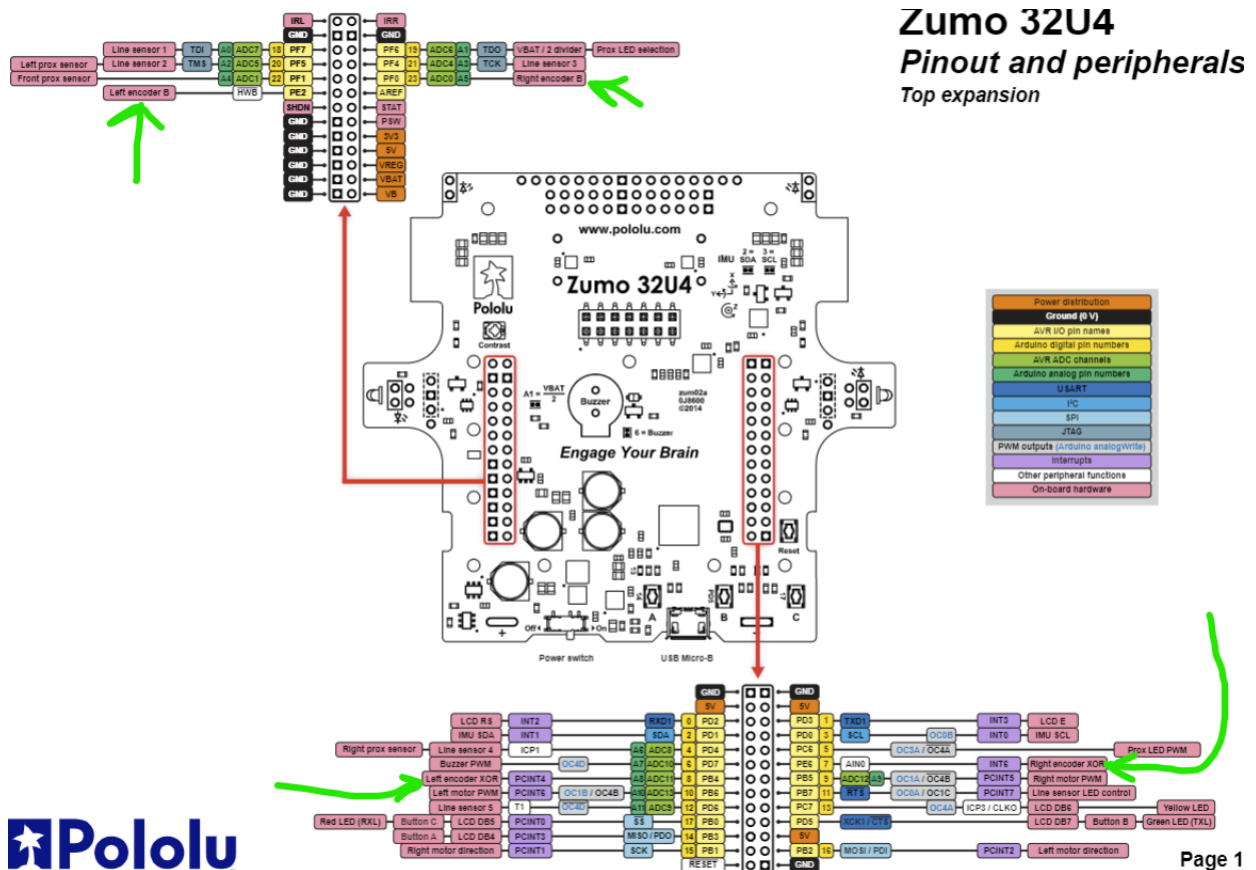 Zumo 32U4
Pinout and peripherals
Top expansion
IRL IRR
GND GND
Line sensor 1 TDI A0 ADC7 18 PF7 PF6 19 ADC6 A1 TDO VBAT / 2 divider Prox LED selection
Left prox sensor Line sensor 2 TMS A2 ADC5 20 PF5 PF4 21 ADC4 A3 TCK Line sensor 3
Front prox sensor A4 ADC1 22 PF1 PF0 23 ADC0 A5 Right encoder B
Left encoder B HWB PE2 AREF
SHDN STAT
GND PSW
GND 3V3
GND 5V
GND VREG
GND VBAT
GND VB
www.pololu.com
IMU 2 = SDA 3 = SCL
X
Y
Z
Zumo 32U4
Pololu
Contrast
A1 = VBAT
2
Buzzer
zum02a
0J8600
©2014
6 = Buzzer
Engage Your Brain
Reset
14 A PD5 B 17 C
13
+ Off On -
Power switch USB Micro-B
Power distribution
Ground (0 V)
AVR I/O pin names
Arduino digital pin numbers
AVR ADC channels
Arduino analog pin numbers
USART
I²C
SPI
JTAG
PWM outputs (Arduino analogWrite)
Interrupts
Other peripheral functions
On-board hardware
GND GND
5V 5V
LCD RS INT2 RXD1 0 PD2 PD3 1 TXD1 INT3 LCD E
IMU SDA INT1 SDA 2 PD1 PD0 3 SCL OC0B INT0 IMU SCL
Right prox sensor Line sensor 4 ICP1 A6 ADC8 4 PD4 PC6 5 OC3A / OC4A Prox LED PWM
Buzzer PWM OC4D A7 ADC10 6 PD7 PE6 7 AIN0 INT6 Right encoder XOR
Left encoder XOR PCINT4 A8 ADC11 8 PB4 PB5 9 ADC12 A9 OC1A / OC4B PCINT5 Right motor PWM
Left motor PWM PCINT6 OC1B / OC4B A10 ADC13 10 PB6 PB7 11 RTS OC0A / OC1C PCINT7 Line sensor LED control
Line sensor 5 T1 OC4D A11 ADC9 12 PD6 PC7 13 OC4A ICP3 / CLKO LCD DB6 Yellow LED
Red LED (RXL) Button C LCD DB5 PCINT0 SS 17 PB0 PD5 XCK1 / CTS LCD DB7 Button B Green LED (TXL)
Button A LCD DB4 PCINT3 MISO / PDO 14 PB3 5V
Right motor direction PCINT1 SCK 15 PB1 PB2 16 MOSI / PDI PCINT2 Left motor direction
RESET GND
Pololu
Page 1